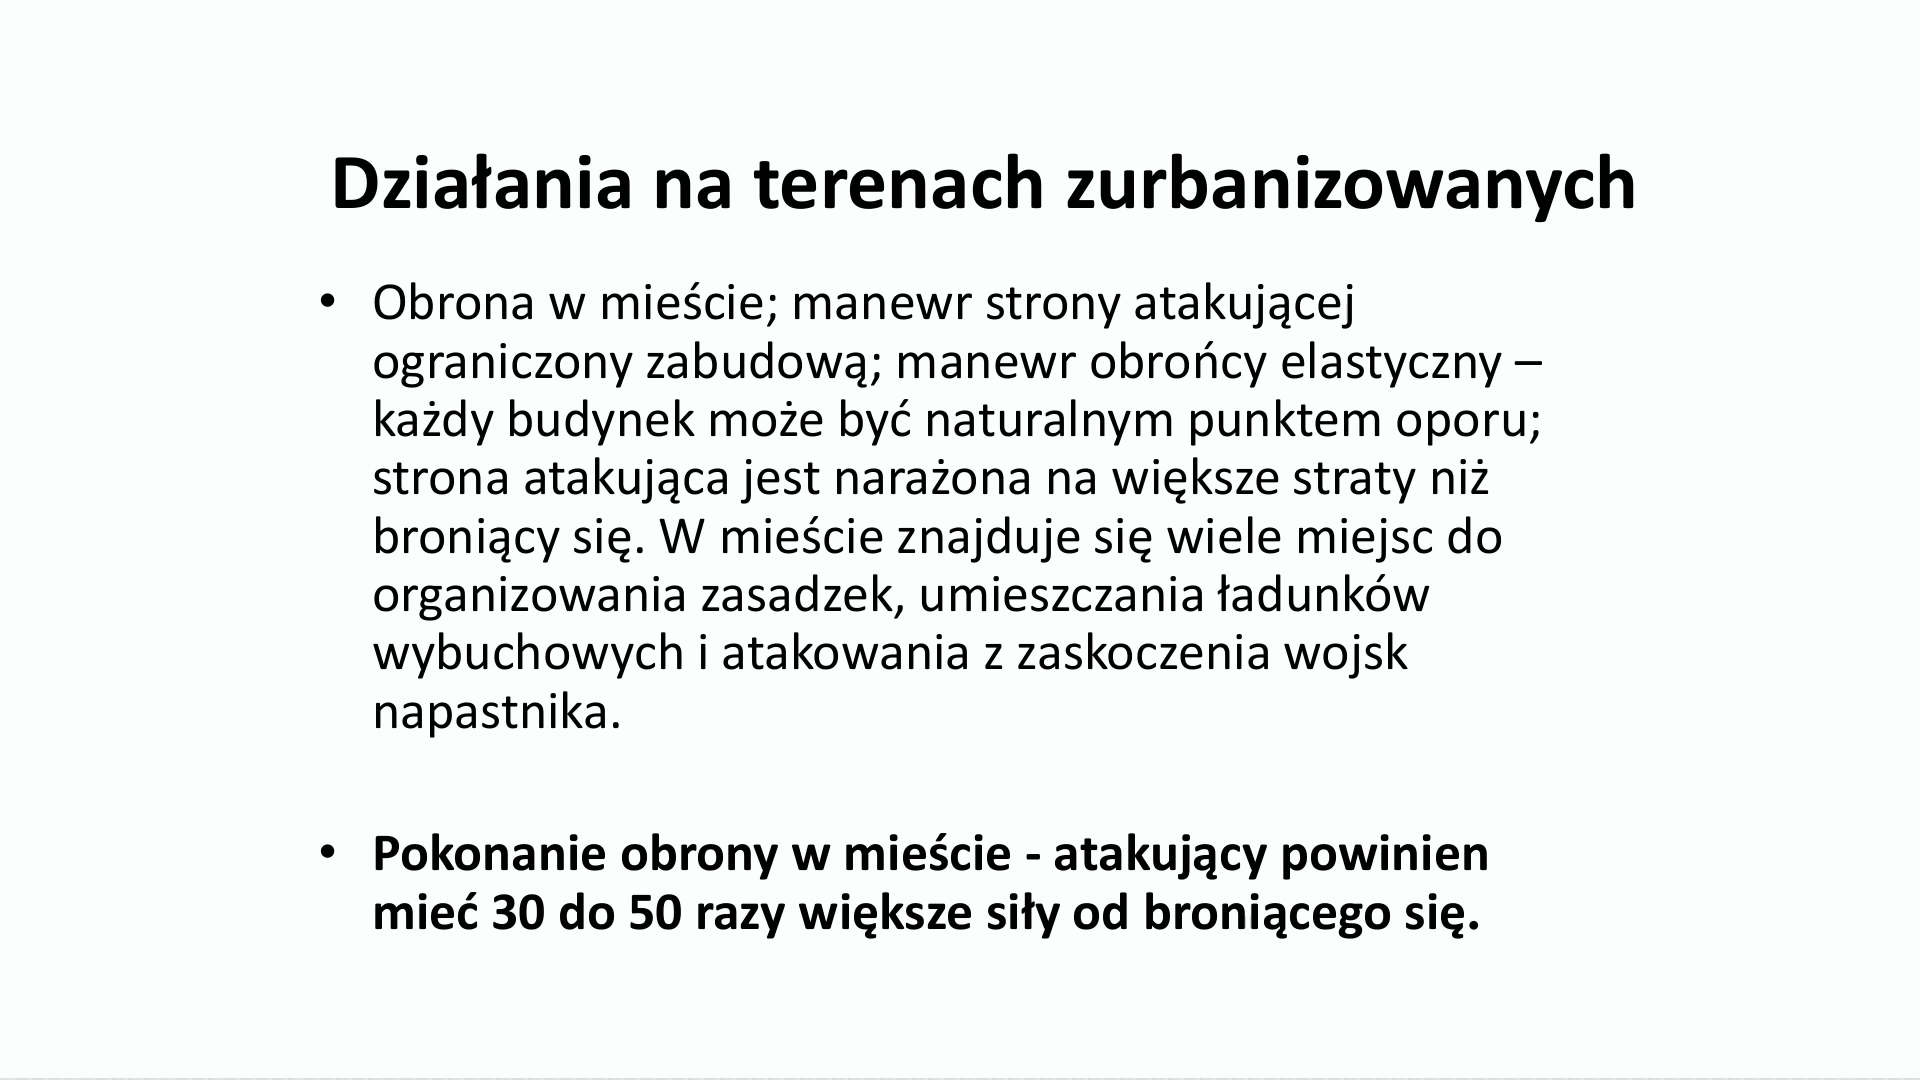 Działania na terenach zurbanizowanych
• Obrona w mieście; manewr strony atakującej
ograniczony zabudową; manewr obrońcy elastyczny –
każdy budynek może być naturalnym punktem oporu;
strona atakująca jest narażona na większe straty niż
broniący się. W mieście znajduje się wiele miejsc do
organizowania zasadzek, umieszczania ładunków
wybuchowych i atakowania z zaskoczenia wojsk
napastnika.
• Pokonanie obrony w mieście - atakujący powinien
mieć 30 do 50 razy większe siły od broniącego się.